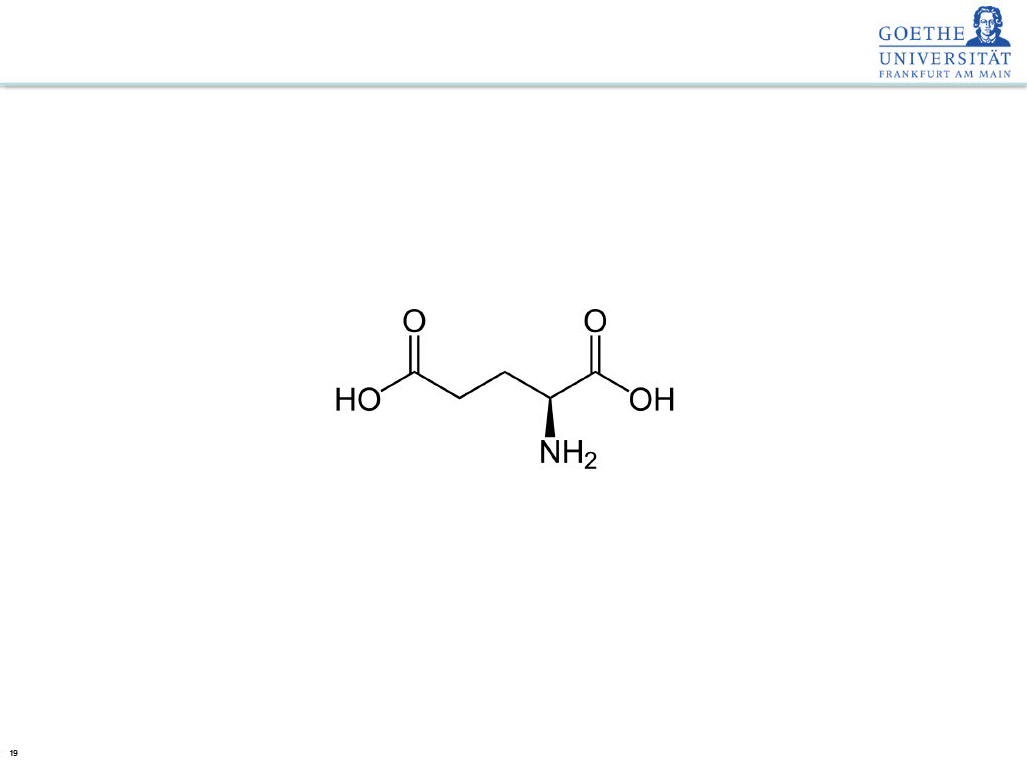 GOETHE
UNIVERSITÄT
FRANKFURT AM MAIN
O
O
HO
OH
NH₂
19